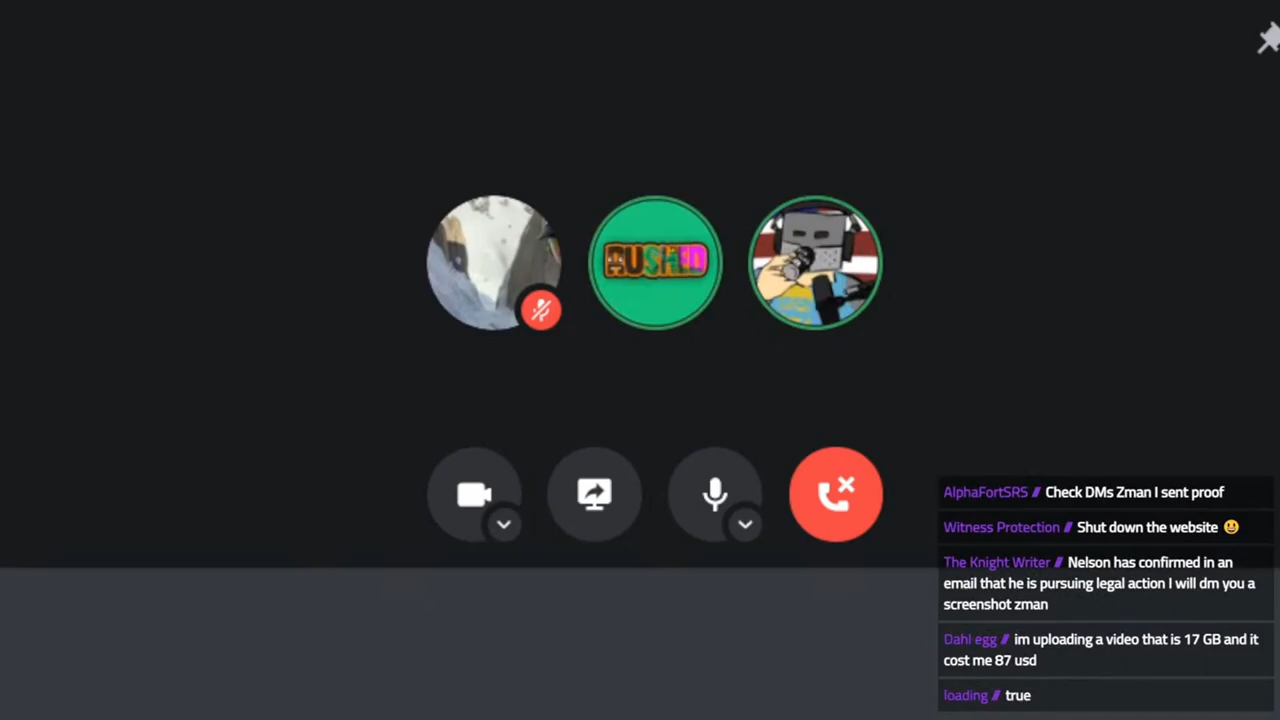 RUSHED
AlphaFortSRS // Check DMs Zman I sent proof
Witness Protection // Shut down the website 😃
The Knight Writer // Nelson has confirmed in an
email that he is pursuing legal action I will dm you a
screenshot zman
Dahl egg // im uploading a video that is 17 GB and it
cost me 87 usd
loading // true